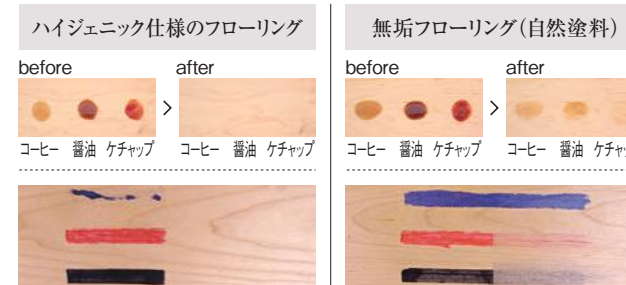 ハイジェニック仕様のフローリング
before
after
コーヒー 醤油 ケチャップ
コーヒー 醤油 ケチャップ
無垢フローリング(自然塗料)
before
after
コーヒー 醤油 ケチャップ
コーヒー 醤油 ケチャ